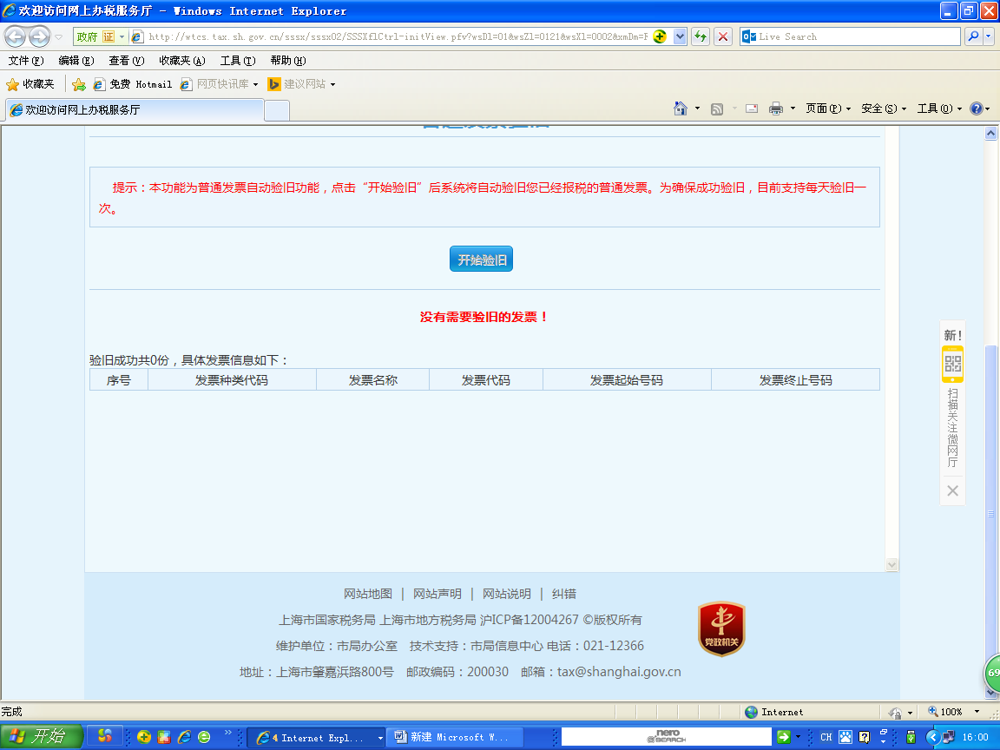 欢迎访问网上办税服务厅 - Windows Internet Explorer
政府 证 http://wtcs.tax.sh.gov.cn/sssx/sssx02/SSSXflCtrl-initView.pfv?wsDl=01&wsZl=0121&wsXl=0002&xmDm=F
Live Search
文件(F) 编辑(E) 查看(V) 收藏夹(A) 工具(T) 帮助(H)
收藏夹 免费 Hotmail 网页快讯库 建议网站
欢迎访问网上办税服务厅
页面(P) 安全(S) 工具(O)
提示：本功能为普通发票自动验旧功能，点击“开始验旧”后系统将自动验旧您已经报税的普通发票。为确保成功验旧，目前支持每天验旧一
次。
开始验旧
没有需要验旧的发票！
验旧成功共0份，具体发票信息如下：
序号 发票种类代码 发票名称 发票代码 发票起始号码 发票终止号码
新!
扫描关注微网厅
网站地图 | 网站声明 | 网站说明 | 纠错
上海市国家税务局 上海市地方税务局 沪ICP备12004267 ©版权所有
维护单位：市局办公室 技术支持：市局信息中心 电话：021-12366
地址：上海市肇嘉浜路800号 邮政编码：200030 邮箱：tax@shanghai.gov.cn
党政机关
69
完成
Internet
100%
开始
4 Internet Expl...
新建 Microsoft W...
nero
SEARCH
CH
16:00